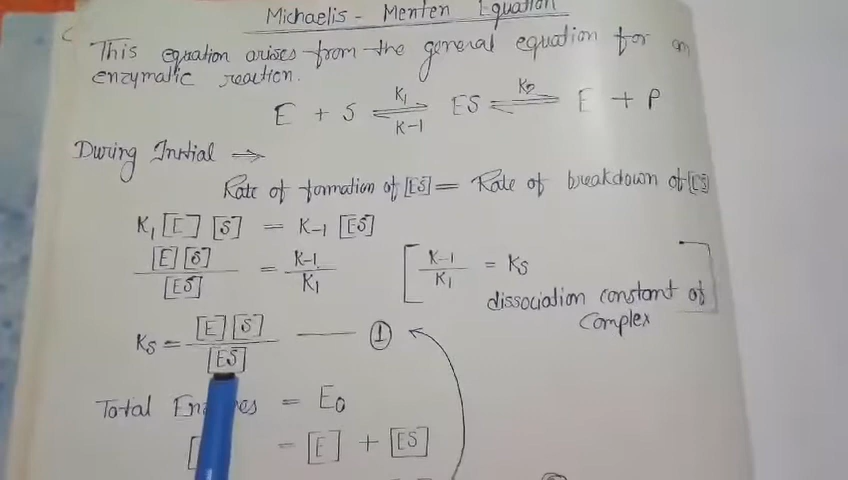 Michaelis - Menten Equation
This equation arises from the general equation for an
enzymatic reaction.
E + S ⇌ ES ⇌ E + P
K1 K-1 K2
During Initial →
Rate of formation of [ES] = Rate of breakdown of [ES]
K1 [E] [S] = K-1 [ES]
[E] [S] / [ES] = K-1 / K1 [ K-1 / K1 = KS
dissociation constant of
Complex ]
KS = [E] [S] / [ES] — 1
Total = E0
[ = [E] + [ES]